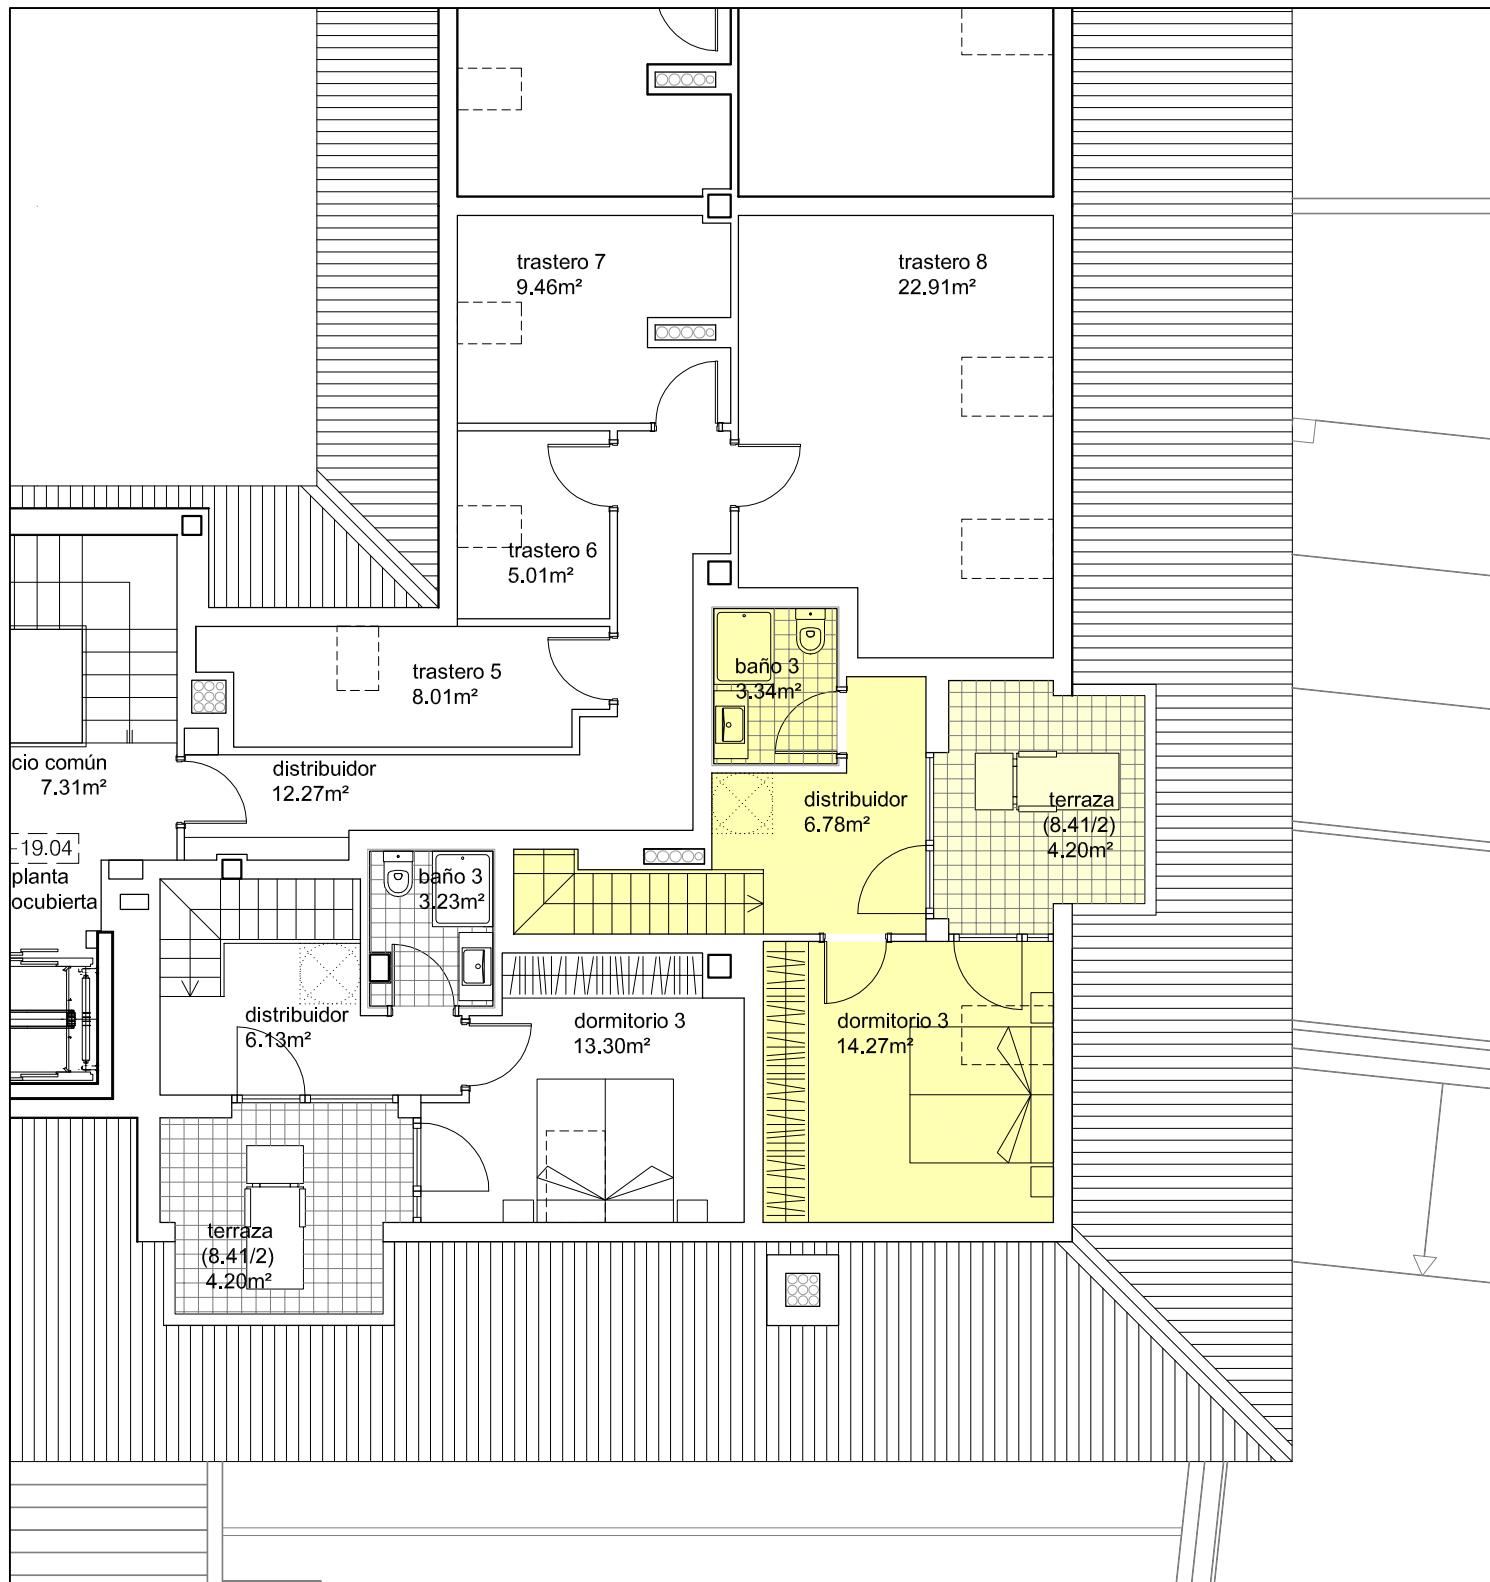 trastero 7
9.46m²
trastero 8
22.91m²
trastero 6
5.01m²
trastero 5
8.01m²
baño 3
3.34m²
cio común
7.31m²
distribuidor
12.27m²
distribuidor
6.78m²
terraza
(8.41/2)
4.20m²
19.04
planta
ocubierta
baño 3
3.23m²
distribuidor
6.13m²
dormitorio 3
13.30m²
dormitorio 3
14.27m²
terraza
(8.41/2)
4.20m²